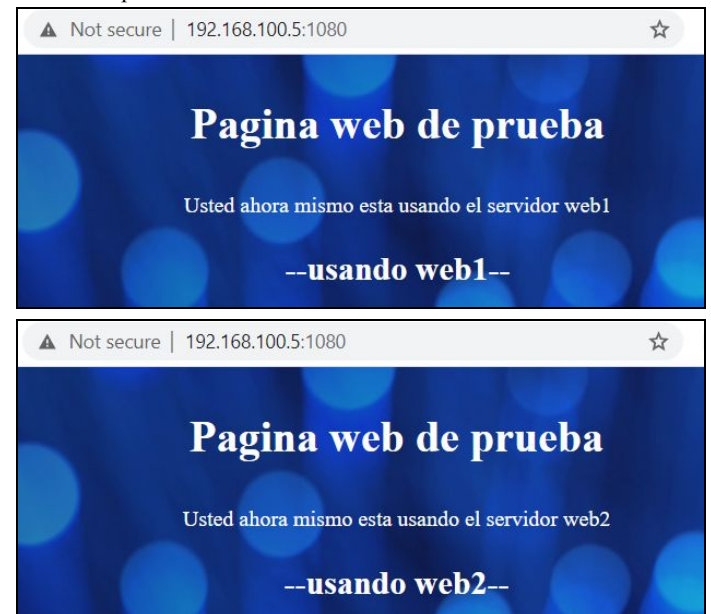 Not secure | 192.168.100.5:1080
Pagina web de prueba
Usted ahora mismo esta usando el servidor web1
--usando web1--
Not secure | 192.168.100.5:1080
Pagina web de prueba
Usted ahora mismo esta usando el servidor web2
--usando web2--